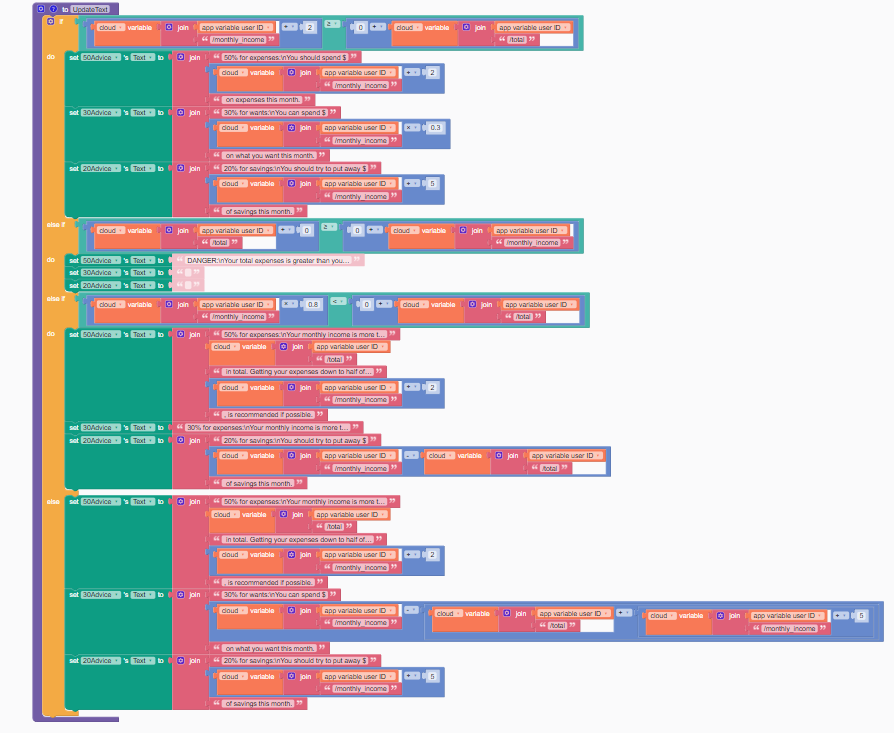 to UpdateText
if cloud variable join app variable user ID ÷ 2 ≥ 0 + cloud variable join app variable user ID
“ /monthly_income ” “ /total ”
do set 50Advice 's Text to join “ 50% for expenses:\nYou should spend $ ”
cloud variable join app variable user ID ÷ 2
“ /monthly_income ”
“ on expenses this month. ”
set 30Advice 's Text to join “ 30% for wants:\nYou can spend $ ”
cloud variable join app variable user ID × 0.3
“ /monthly_income ”
“ on what you want this month. ”
set 20Advice 's Text to join “ 20% for savings:\nYou should try to put away $ ”
cloud variable join app variable user ID ÷ 5
“ /monthly_income ”
“ of savings this month. ”
else if cloud variable join app variable user ID + 0 ≥ 0 + cloud variable join app variable user ID
“ /total ” “ /monthly_income ”
do set 50Advice 's Text to “ DANGER:\nYour total expenses is greater than you... ”
set 30Advice 's Text to “ ”
set 20Advice 's Text to “ ”
else if cloud variable join app variable user ID × 0.8 < 0 + cloud variable join app variable user ID
“ /monthly_income ” “ /total ”
do set 50Advice 's Text to join “ 50% for expenses:\nYour monthly income is more t... ”
cloud variable join app variable user ID
“ /total ”
“ in total. Getting your expenses down to half of... ”
cloud variable join app variable user ID ÷ 2
“ /monthly_income ”
“ , is recommended if possible. ”
set 30Advice 's Text to “ 30% for expenses:\nYour monthly income is more t... ”
set 20Advice 's Text to join “ 20% for savings:\nYou should try to put away $ ”
cloud variable join app variable user ID - cloud variable join app variable user ID
“ /monthly_income ” “ /total ”
“ of savings this month. ”
else set 50Advice 's Text to join “ 50% for expenses:\nYour monthly income is more t... ”
cloud variable join app variable user ID
“ /total ”
“ in total. Getting your expenses down to half of... ”
cloud variable join app variable user ID ÷ 2
“ /monthly_income ”
“ , is recommended if possible. ”
set 30Advice 's Text to join “ 30% for wants:\nYou can spend $ ”
cloud variable join app variable user ID - cloud variable join app variable user ID + cloud variable join app variable user ID ÷ 5
“ /monthly_income ” “ /total ” “ /monthly_income ”
“ on what you want this month. ”
set 20Advice 's Text to join “ 20% for savings:\nYou should try to put away $ ”
cloud variable join app variable user ID ÷ 5
“ /monthly_income ”
“ of savings this month. ”